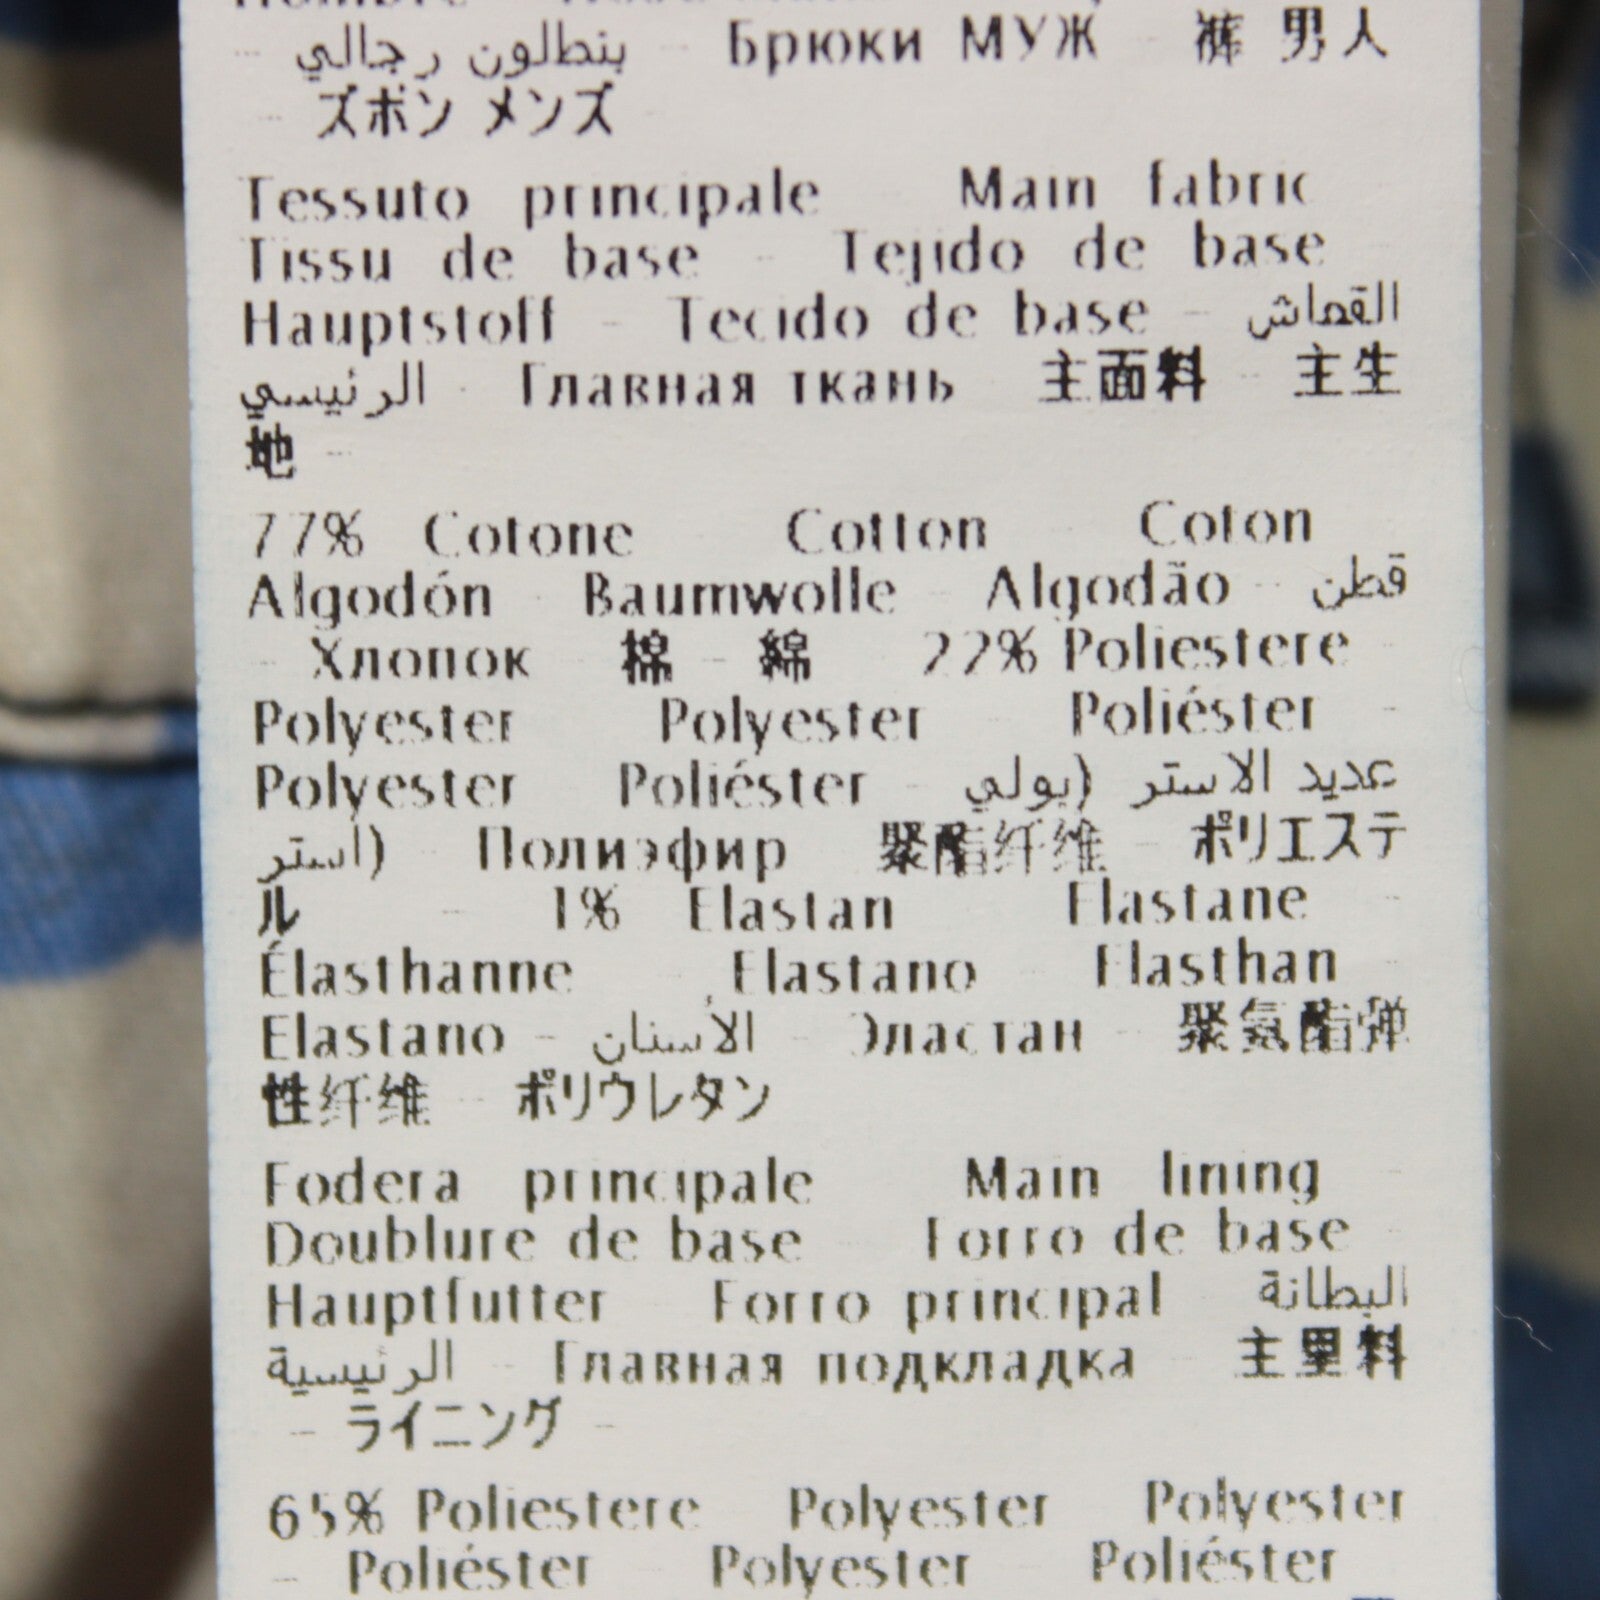 - بنطلون رجالي - Брюки МУЖ - 裤 男人
- ズボン メンズ
Tessuto principale - Main fabric
Tissu de base - Tejido de base
Hauptstoff - Tecido de base - القماش
الرئيسي - Главная ткань - 主面料 - 主生
地 -
77% Cotone - Cotton - Coton
Algodón - Baumwolle - Algodão - قطن
- Хлопок - 棉 - 綿 22% Poliestere -
Polyester - Polyester - Poliéster -
Polyester - Poliéster - عديد الاستر (بولي
استر) - Полиэфир - 聚酯纤维 - ポリエステ
ル - 1% Elastan - Elastane
Élasthanne - Elastano - Elasthan -
Elastano - الأستان - Эластан - 聚氨酯弹
性纤维 - ポリウレタン
Fodera principale - Main lining -
Doublure de base - Forro de base -
Hauptfutter - Forro principal - البطانة
الرئيسية - Главная подкладка - 主里料
- ライニング -
65% Poliestere - Polyester - Polyester
- Poliéster - Polyester - Poliéster